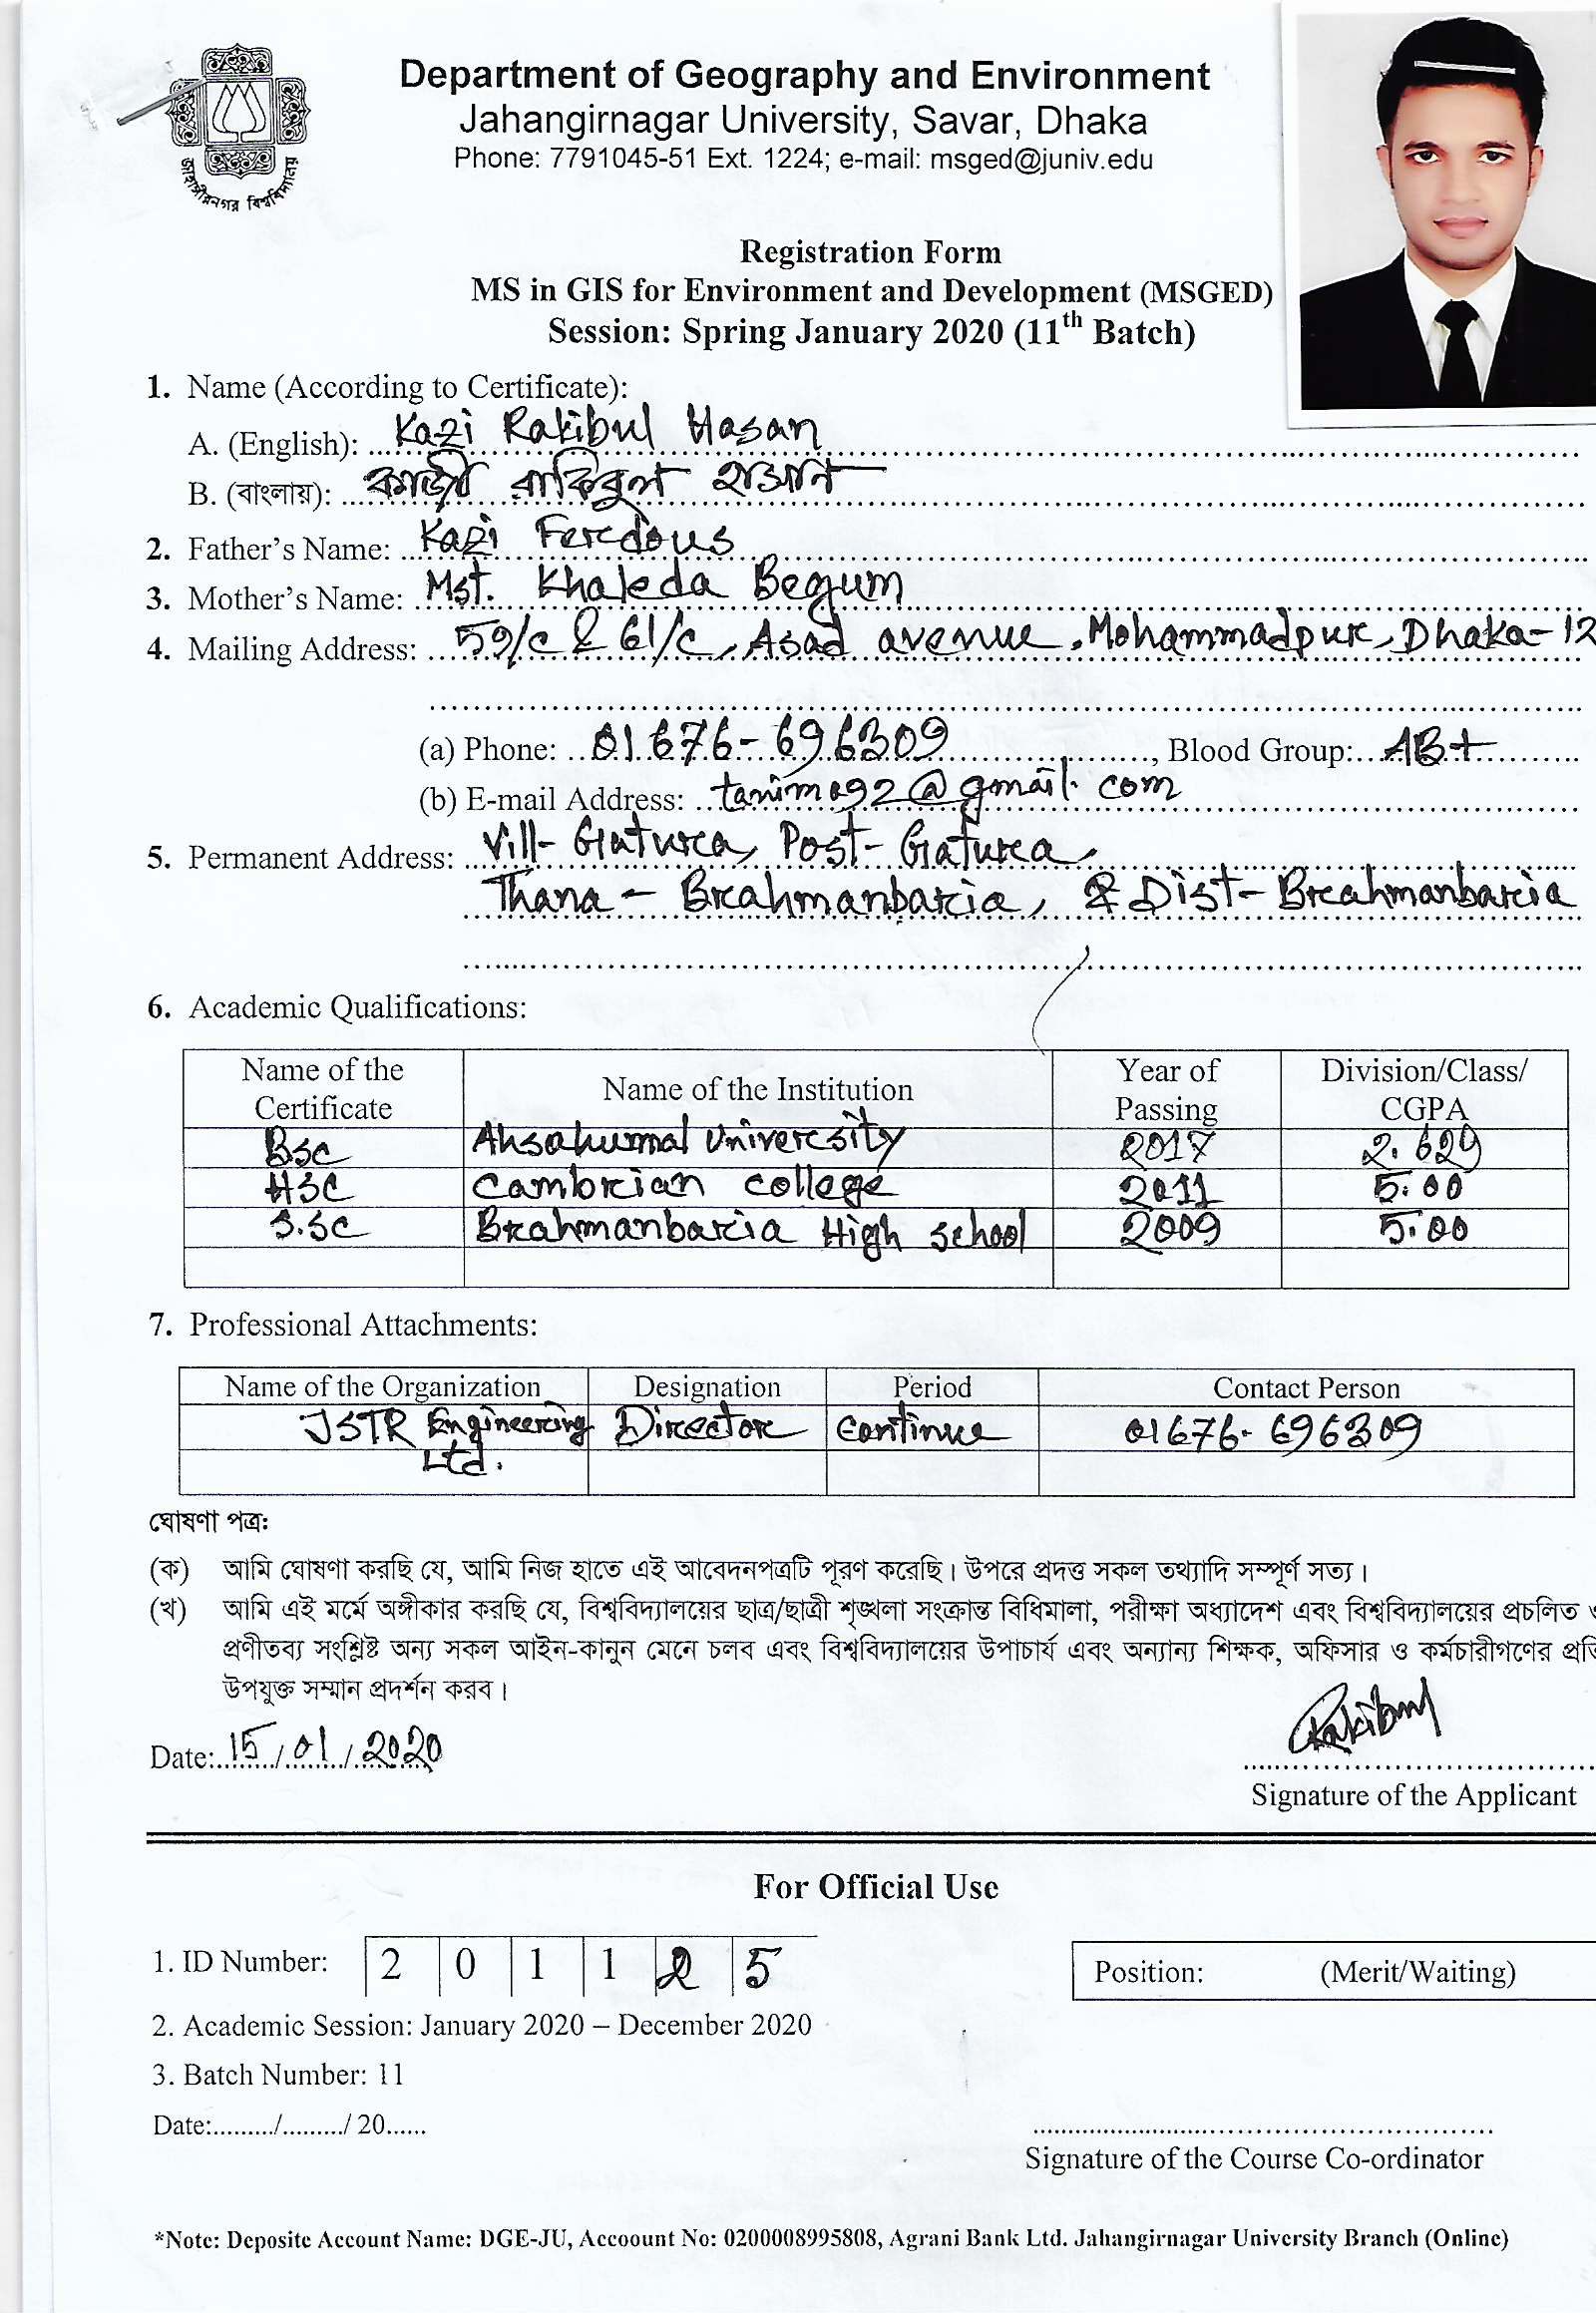 জাহাঙ্গীরনগর বিশ্ববিদ্যালয়
Department of Geography and Environment
Jahangirnagar University, Savar, Dhaka
Phone: 7791045-51 Ext. 1224; e-mail: msged@juniv.edu
Registration Form
MS in GIS for Environment and Development (MSGED)
Session: Spring January 2020 (11th Batch)
1. Name (According to Certificate):
A. (English): Kazi Rakibul Hasan
B. (বাংলায়): কাজী রাকিবুল হাসান
2. Father's Name: Kazi Ferdous
3. Mother's Name: Mst. Khaleda Begum
4. Mailing Address: 59/C & 61/C, Asad avenue, Mohammadpur, Dhaka-12
(a) Phone: 01676-696309, Blood Group: AB+
(b) E-mail Address: @gmail.com
5. Permanent Address: Vill- Gaturea, Post- Gaturea,
Thana - Brahmanbaria, & Dist- Brahmanbaria
6. Academic Qualifications:
Name of the Certificate Name of the Institution Year of Passing Division/Class/ CGPA
BSc University 2017 2.629
HSC Cambrian college 2011 5.00
S.SC Brahmanbaria High school 2009 5.00
7. Professional Attachments:
Name of the Organization Designation Period Contact Person
JSTR Engineering Ltd. Director Continue 01676-696309
ঘোষণা পত্র:
(ক) আমি ঘোষণা করছি যে, আমি নিজ হাতে এই আবেদনপত্রটি পূরণ করেছি। উপরে প্রদত্ত সকল তথ্যাদি সম্পূর্ণ সত্য।
(খ) আমি এই মর্মে অঙ্গীকার করছি যে, বিশ্ববিদ্যালয়ের ছাত্র/ছাত্রী শৃঙ্খলা সংক্রান্ত বিধিমালা, পরীক্ষা অধ্যাদেশ এবং বিশ্ববিদ্যালয়ের প্রচলিত
প্রণীতব্য সংশ্লিষ্ট অন্য সকল আইন-কানুন মেনে চলব এবং বিশ্ববিদ্যালয়ের উপাচার্য এবং অন্যান্য শিক্ষক, অফিসার ও কর্মচারীগণের
উপযুক্ত সম্মান প্রদর্শন করব।
Rakibul
Date: 15/01/2020
Signature of the Applicant
For Official Use
1. ID Number: 2 0 1 1 2 5
Position: (Merit/Waiting)
2. Academic Session: January 2020 – December 2020
3. Batch Number: 11
Date:........./........./ 20......
Signature of the Course Co-ordinator
*Note: Deposite Account Name: DGE-JU, Accoount No: 0200008995808, Agrani Bank Ltd. Jahangirnagar University Branch (Online)